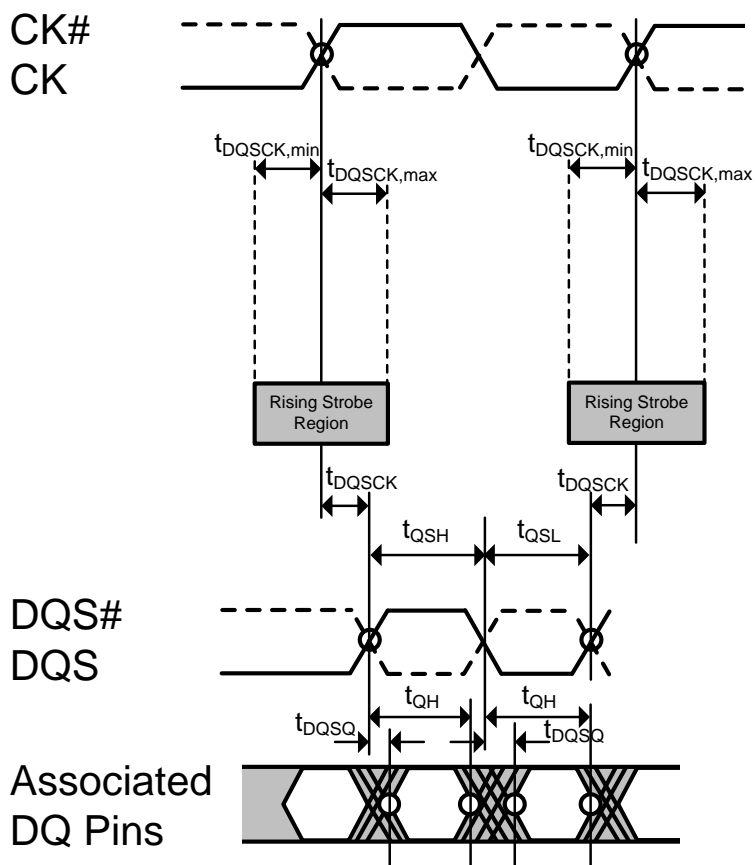 CK#
CK
tDQSCK,min
tDQSCK,max
tDQSCK,min
tDQSCK,max
Rising Strobe
Region
Rising Strobe
Region
tDQSCK
tDQSCK
tQSH
tQSL
DQS#
DQS
tQH
tQH
tDQSQ
tDQSQ
Associated
DQ Pins